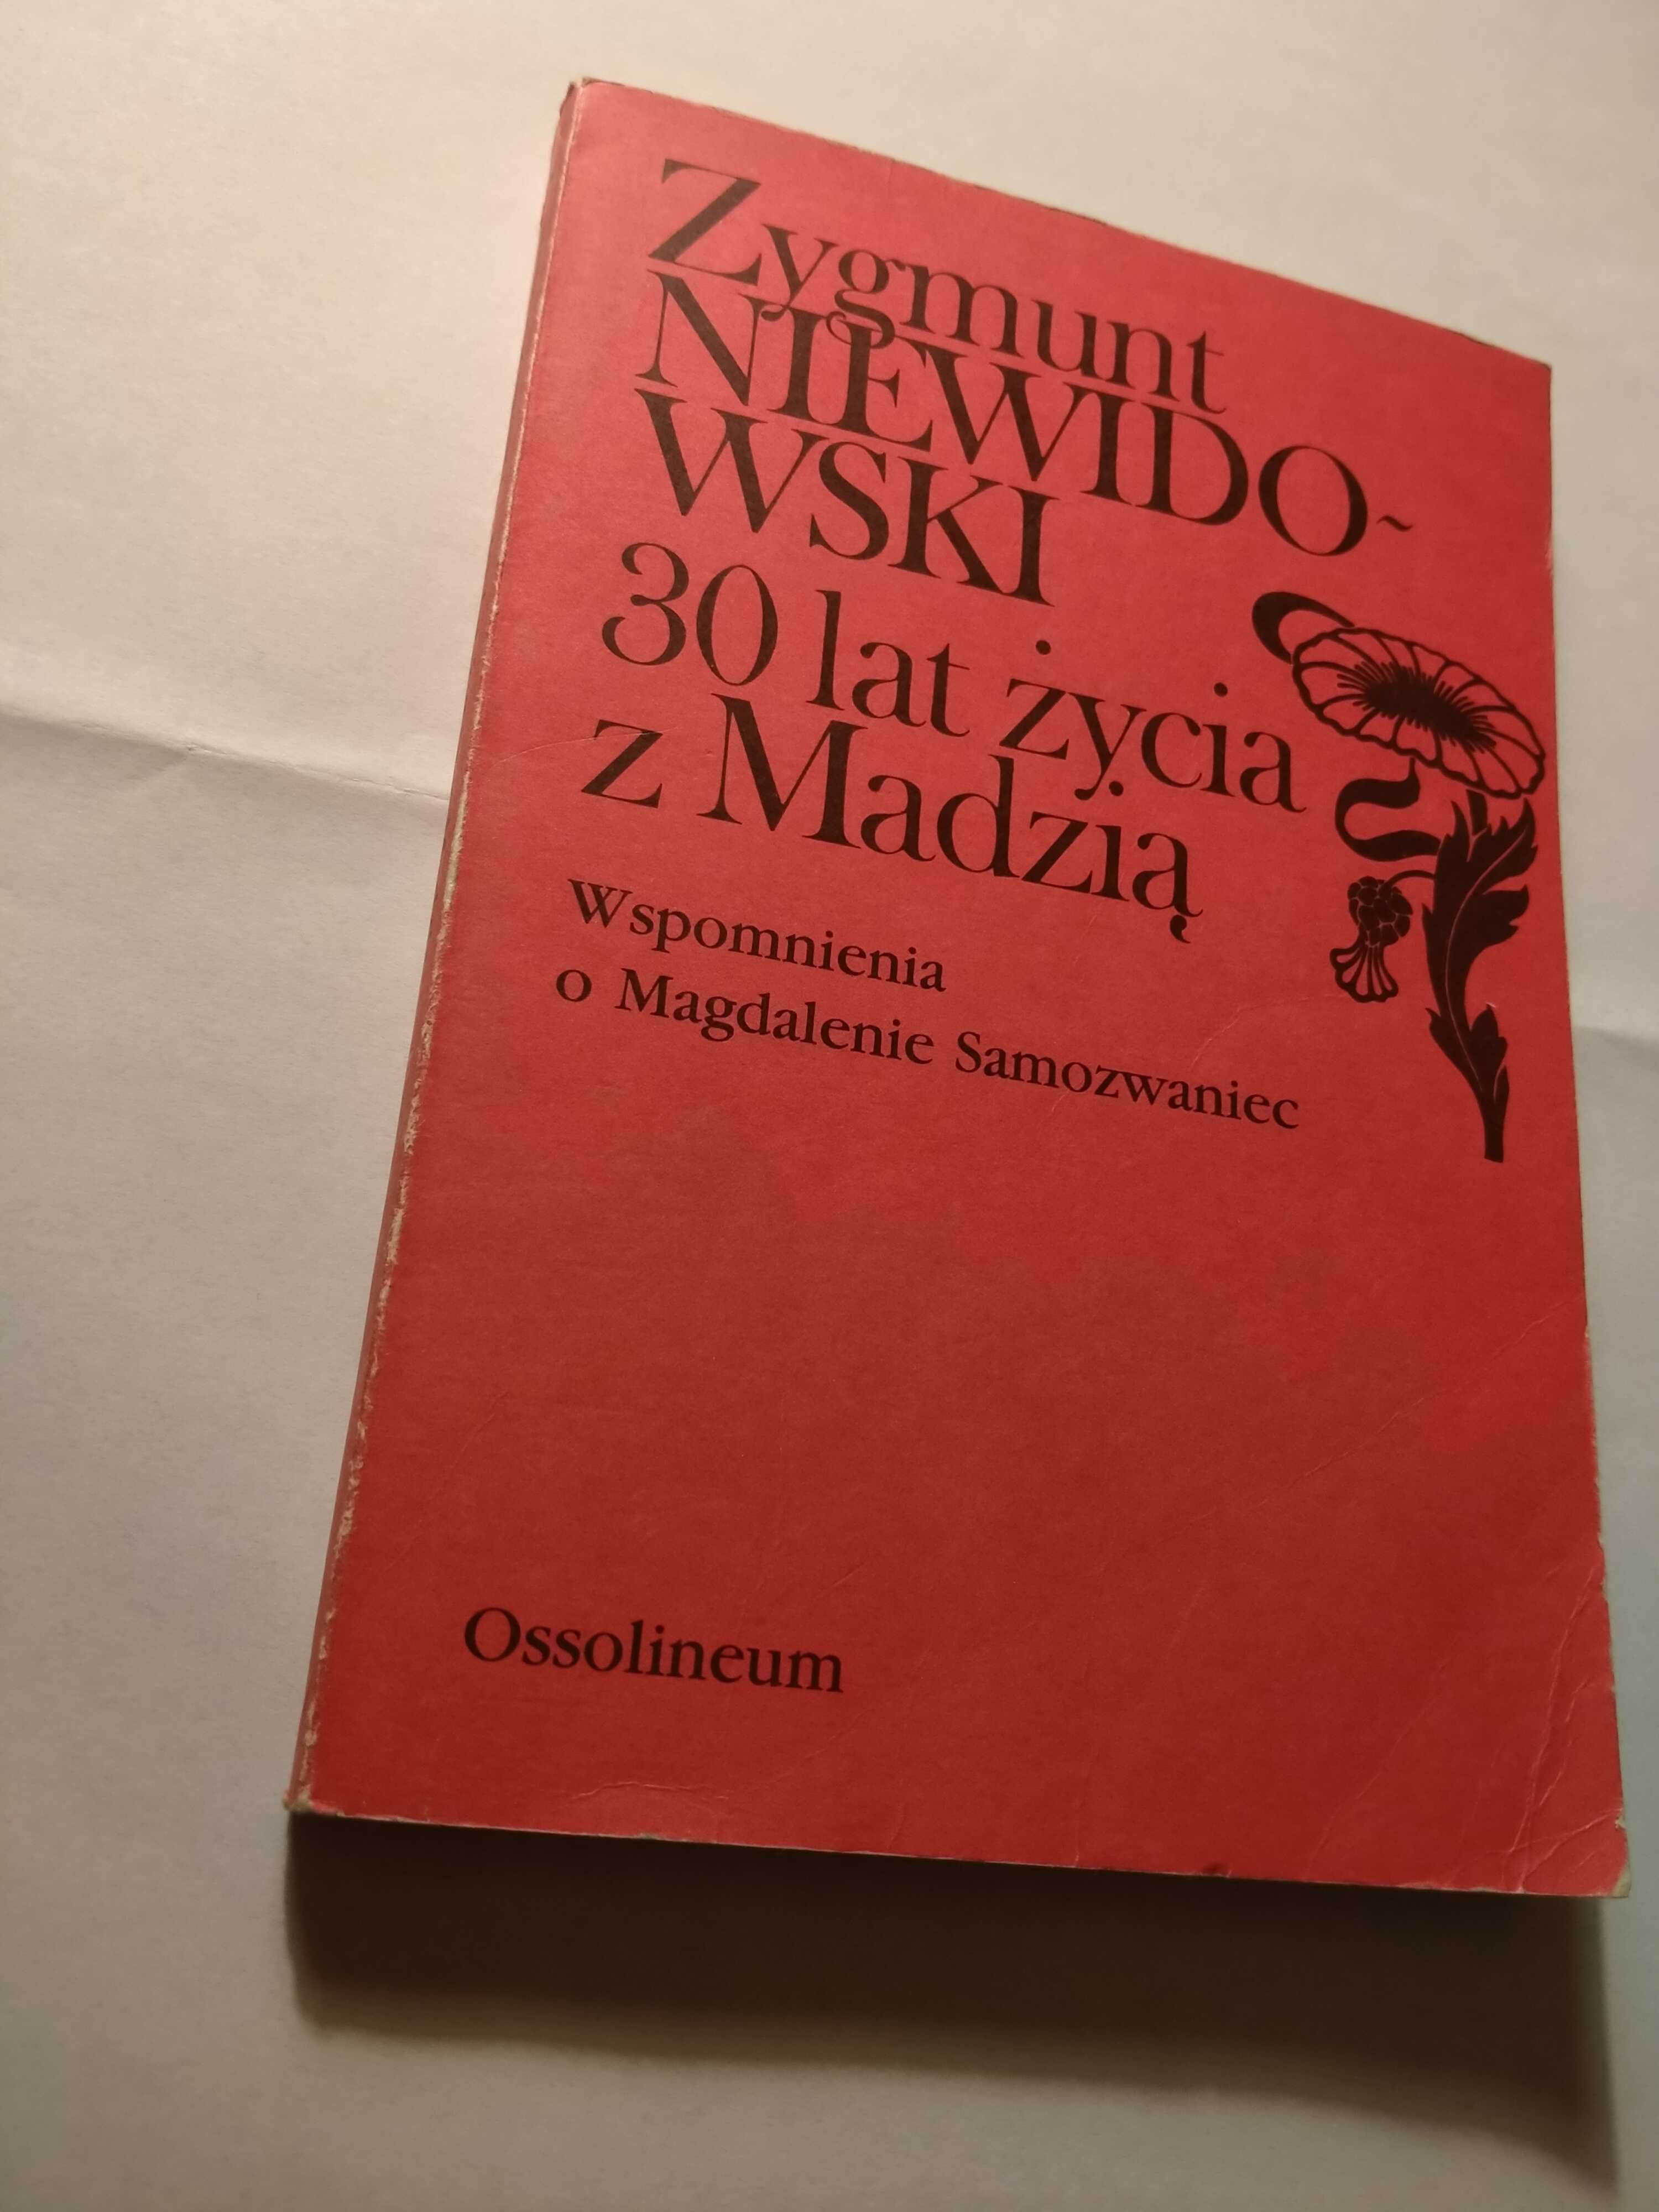 Zygmunt
NIEWIDO-
WSKI
30 lat życia
z Madzią
Wspomnienia
o Magdalenie Samozwaniec
Ossolineum